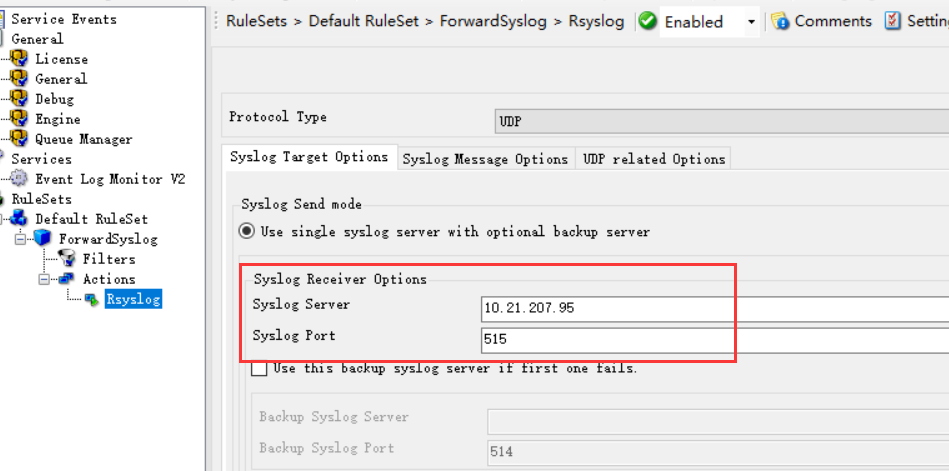 Service Events
General
License
General
Debug
Engine
Queue Manager
Services
Event Log Monitor V2
RuleSets
Default RuleSet
ForwardSyslog
Filters
Actions
Rsyslog
RuleSets > Default RuleSet > ForwardSyslog > Rsyslog Enabled Comments Setting
Protocol Type UDP
Syslog Target Options Syslog Message Options UDP related Options
Syslog Send mode
Use single syslog server with optional backup server
Syslog Receiver Options
Syslog Server 10.21.207.95
Syslog Port 515
Use this backup syslog server if first one fails.
Backup Syslog Server
Backup Syslog Port 514